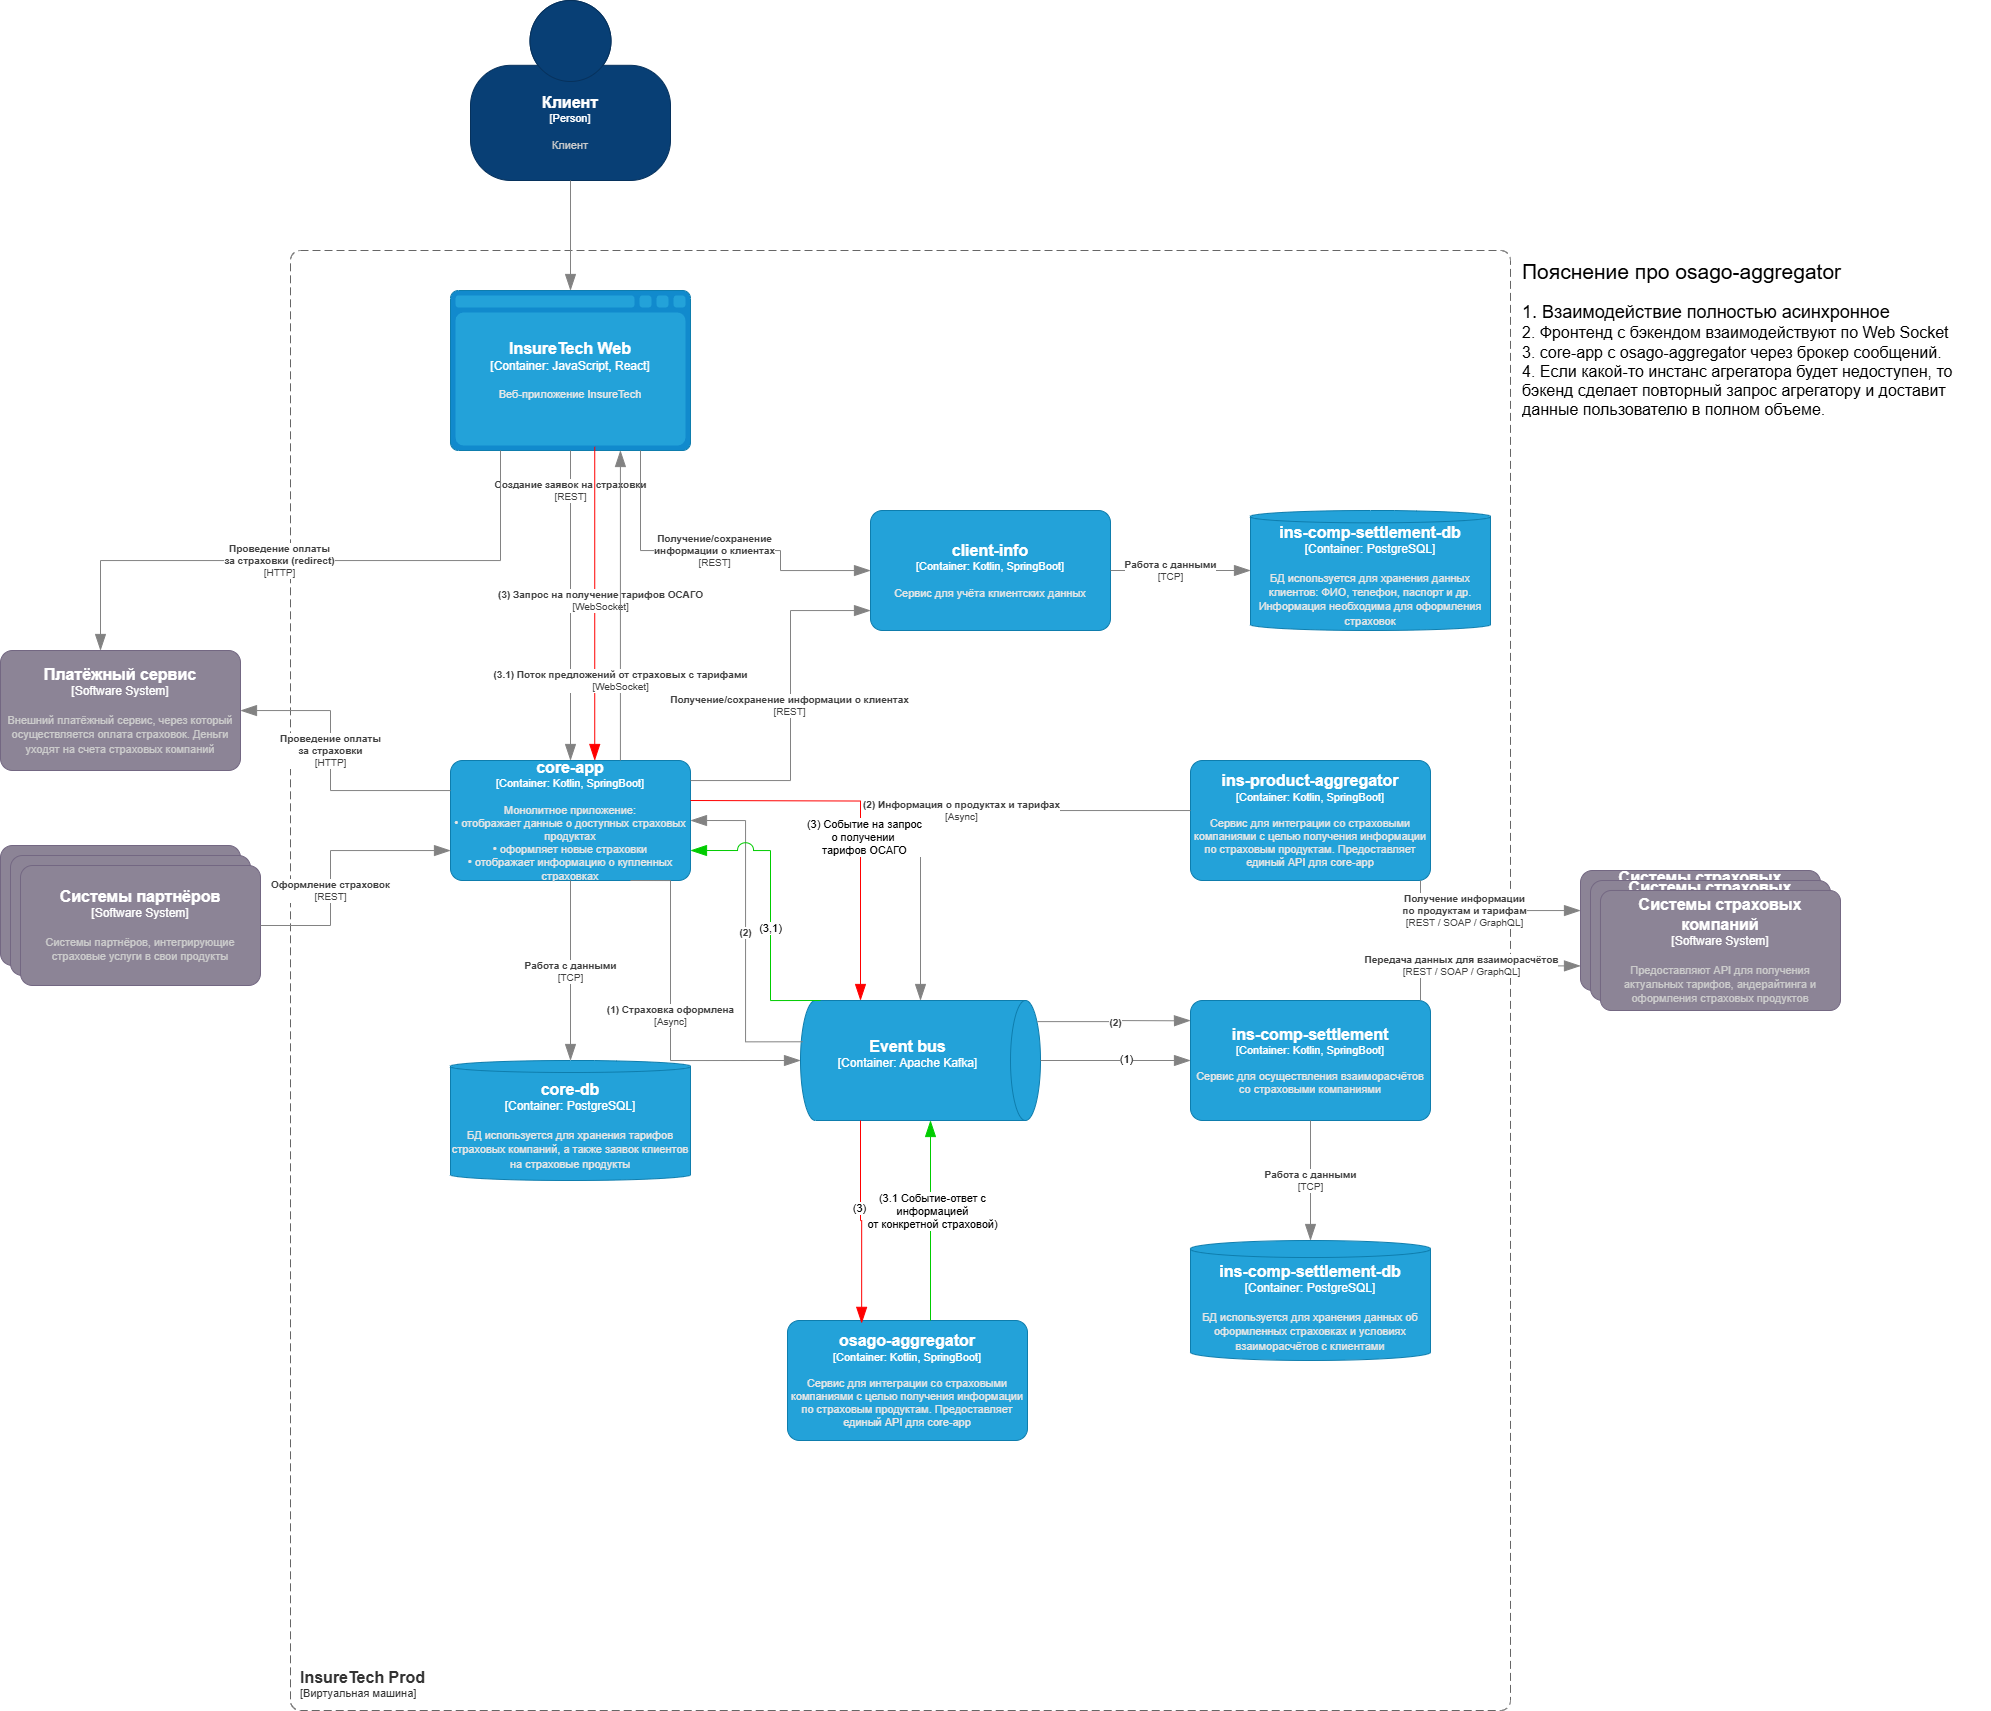 Клиент
[Person]
Клиент
Пояснение про osago-aggregator
1. Взаимодействие полностью асинхронное
2. Фронтенд с бэкендом взаимодействуют по Web Socket
3. core-app с osago-aggregator через брокер сообщений.
4. Если какой-то инстанс агрегатора будет недоступен, то
бэкенд сделает повторный запрос агрегатору и доставит
данные пользователю в полном объеме.
InsureTech Web
[Container: JavaScript, React]
Веб-приложение InsureTech
Создание заявок на страховки
[REST]
Проведение оплаты
за страховки (redirect)
[HTTP]
Получение/сохранение
информации о клиентах
[REST]
client-info
[Container: Kotlin, SpringBoot]
Сервис для учёта клиентских данных
Работа с данными
[TCP]
ins-comp-settlement-db
[Container: PostgreSQL]
БД используется для хранения данных
клиентов: ФИО, телефон, паспорт и др.
Информация необходима для оформления
страховок
(3) Запрос на получение тарифов ОСАГО
[WebSocket]
(3.1) Поток предложений от страховых с тарифами
[WebSocket]
Получение/сохранение информации о клиентах
[REST]
Платёжный сервис
[Software System]
Внешний платёжный сервис, через который
осуществляется оплата страховок. Деньги
уходят на счета страховых компаний
Проведение оплаты
за страховки
[HTTP]
core-app
[Container: Kotlin, SpringBoot]
Монолитное приложение:
• отображает данные о доступных страховых
продуктах
• оформляет новые страховки
• отображает информацию о купленных
страховках
(2) Информация о продуктах и тарифах
[Async]
(3) Событие на запрос
о получении
тарифов ОСАГО
ins-product-aggregator
[Container: Kotlin, SpringBoot]
Сервис для интеграции со страховыми
компаниями с целью получения информации
по страховым продуктам. Предоставляет
единый API для core-app
Системы партнёров
[Software System]
Системы партнёров, интегрирующие
страховые услуги в свои продукты
Оформление страховок
[REST]
(2)
(3.1)
Получение информации
по продуктам и тарифам
[REST / SOAP / GraphQL]
Передача данных для взаиморасчётов
[REST / SOAP / GraphQL]
Системы страховых
Системы страховых
Системы страховых
компаний
[Software System]
Предоставляют API для получения
актуальных тарифов, андерайтинга и
оформления страховых продуктов
Работа с данными
[TCP]
(1) Страховка оформлена
[Async]
Event bus
[Container: Apache Kafka]
(2)
(1)
ins-comp-settlement
[Container: Kotlin, SpringBoot]
Сервис для осуществления взаиморасчётов
со страховыми компаниями
core-db
[Container: PostgreSQL]
БД используется для хранения тарифов
страховых компаний, а также заявок клиентов
на страховые продукты
(3)
(3.1 Событие-ответ с
информацией
от конкретной страховой)
Работа с данными
[TCP]
ins-comp-settlement-db
[Container: PostgreSQL]
БД используется для хранения данных об
оформленных страховках и условиях
взаиморасчётов с клиентами
osago-aggregator
[Container: Kotlin, SpringBoot]
Сервис для интеграции со страховыми
компаниями с целью получения информации
по страховым продуктам. Предоставляет
единый API для core-app
InsureTech Prod
[Виртуальная машина]